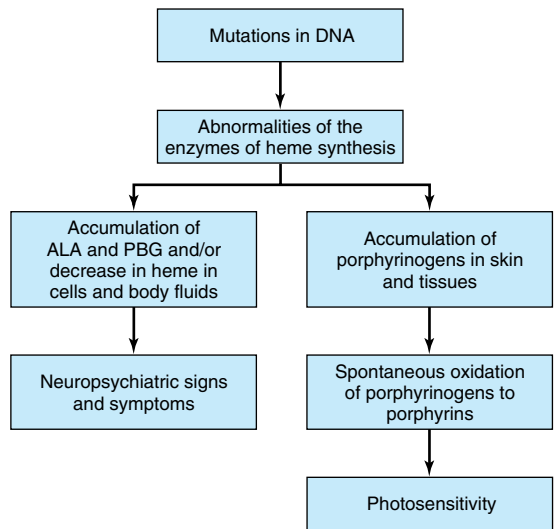 Mutations in DNA
Abnormalities of the
enzymes of heme synthesis
Accumulation of
ALA and PBG and/or
decrease in heme in
cells and body fluids
Accumulation of
porphyrinogens in skin
and tissues
Neuropsychiatric signs
and symptoms
Spontaneous oxidation
of porphyrinogens to
porphyrins
Photosensitivity